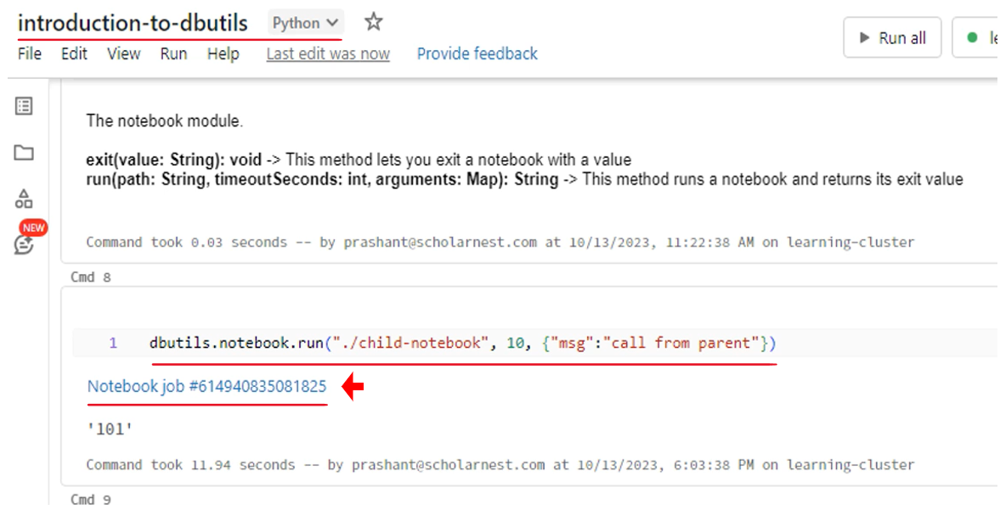 introduction-to-dbutils Python
Run all
File Edit View Run Help Last edit was now Provide feedback
The notebook module.
exit(value: String): void -> This method lets you exit a notebook with a value
run(path: String, timeoutSeconds: int, arguments: Map): String -> This method runs a notebook and returns its exit value
NEW
Command took 0.03 seconds -- by prashant@scholarnest.com at 10/13/2023, 11:22:38 AM on learning-cluster
Cmd 8
1 dbutils.notebook.run("./child-notebook", 10, {"msg":"call from parent"})
Notebook job #614940835081825
'101'
Command took 11.94 seconds -- by prashant@scholarnest.com at 10/13/2023, 6:03:38 PM on learning-cluster
Cmd 9